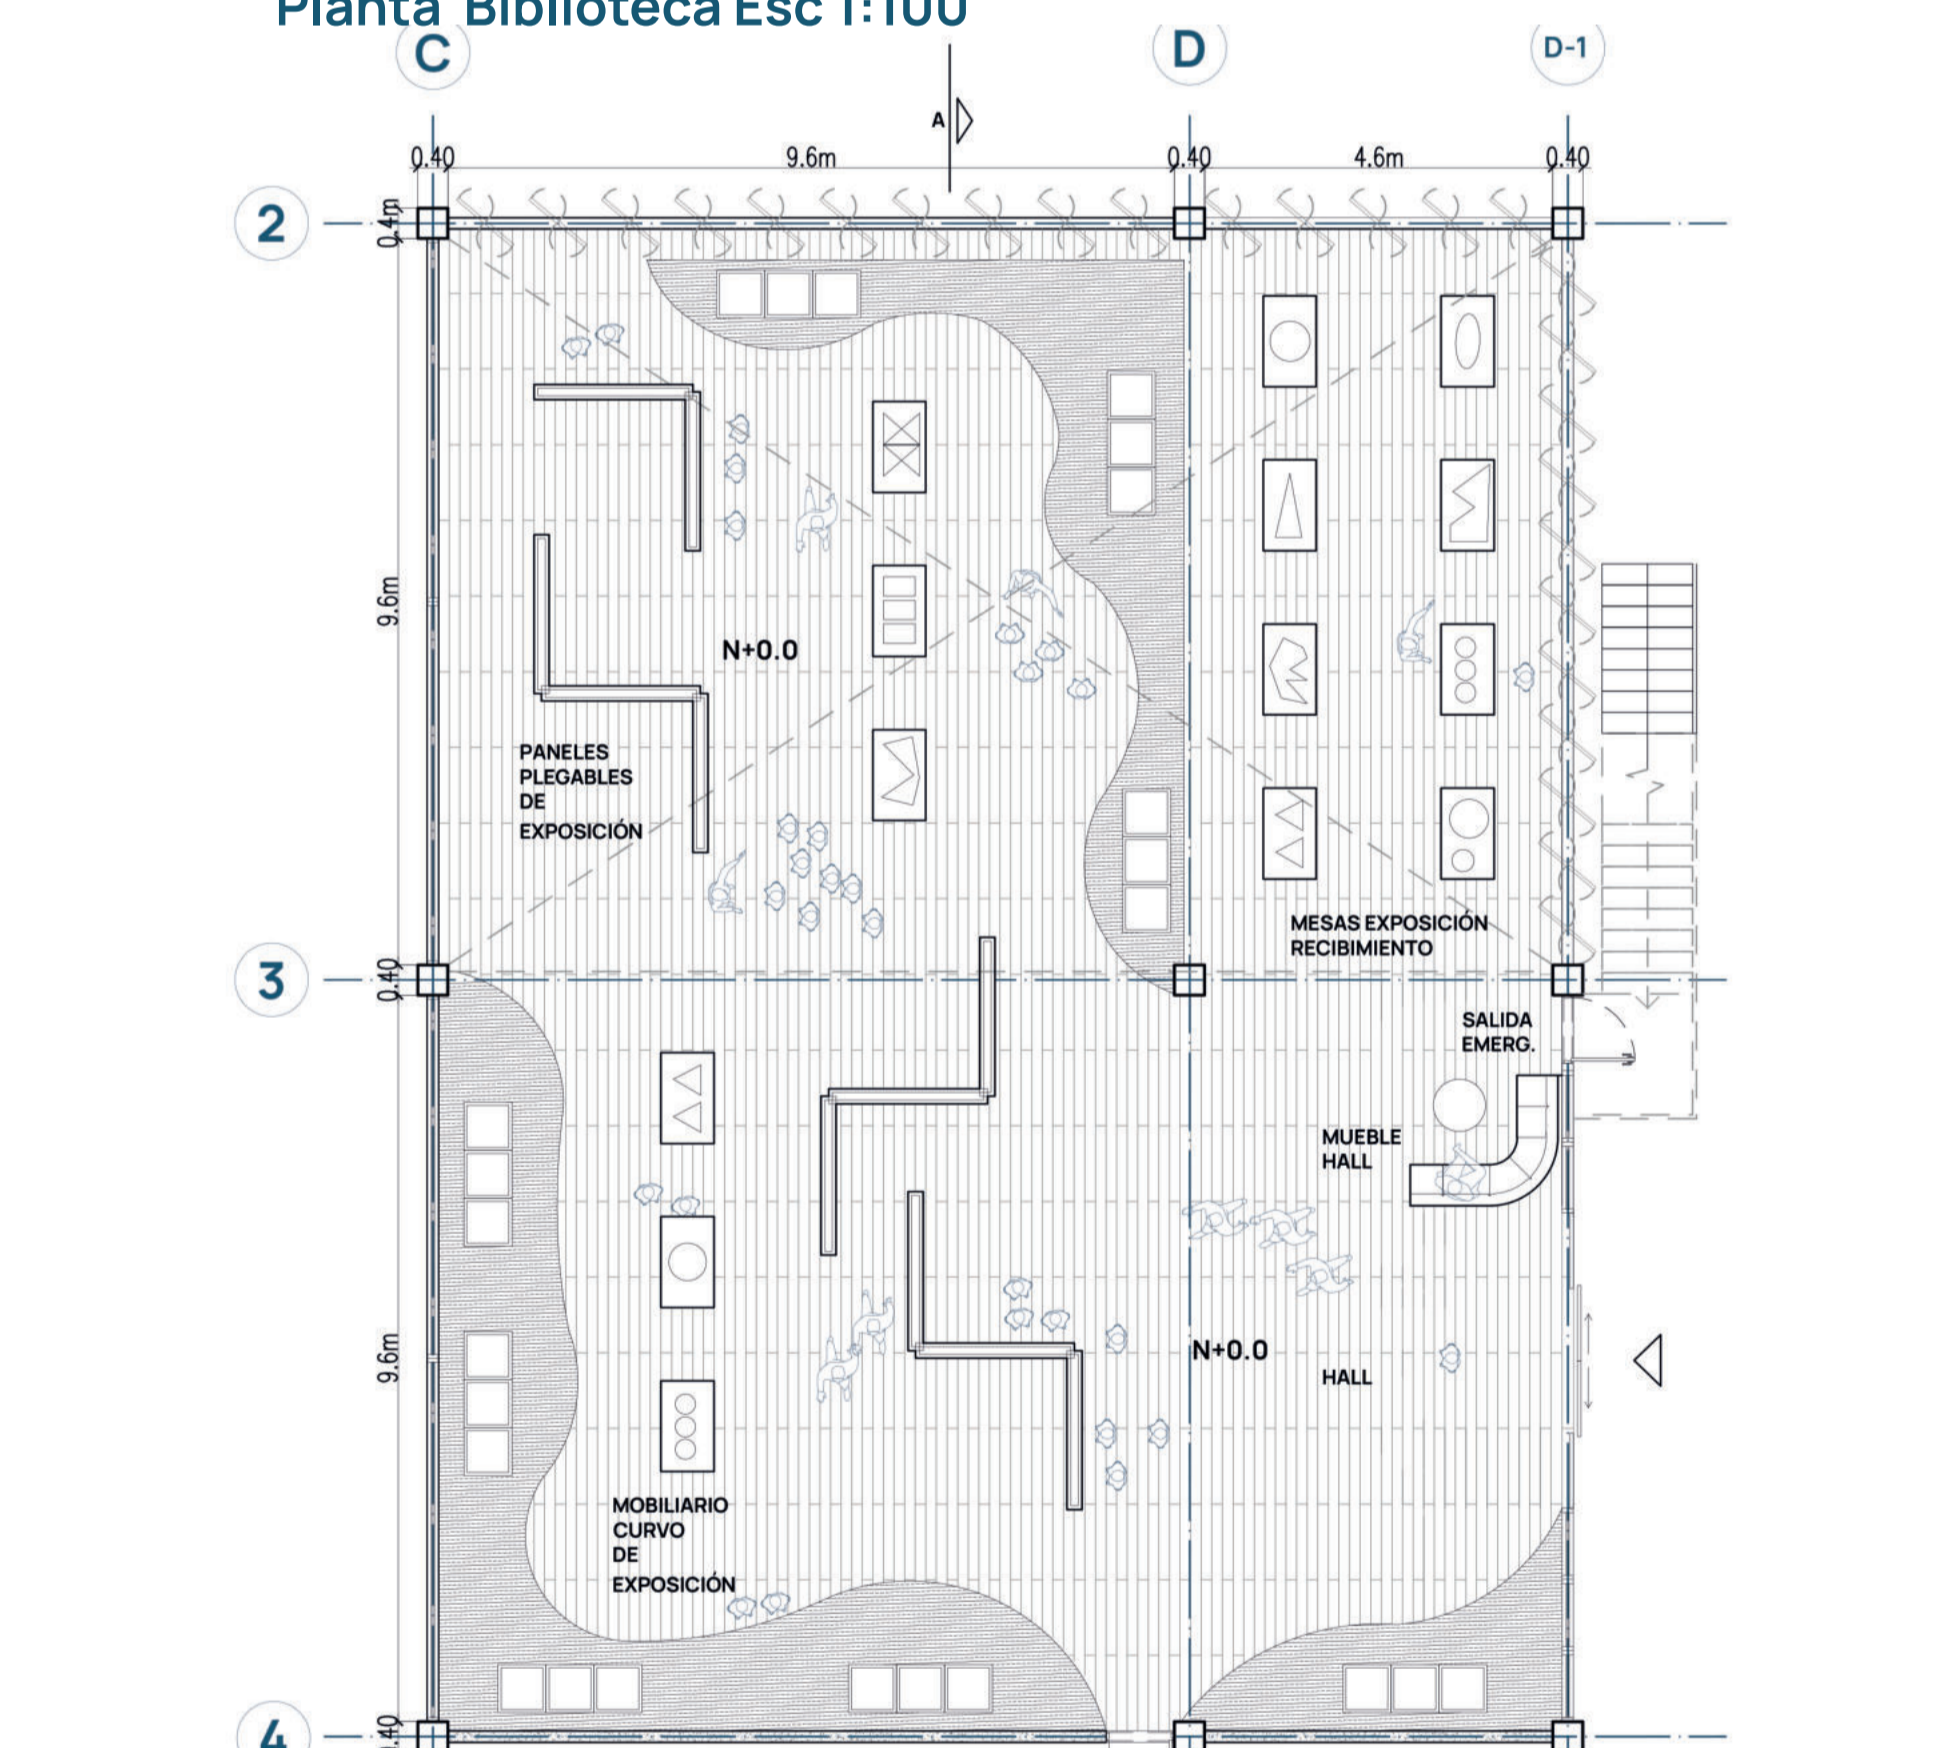 Planta Biblioteca Esc 1:100
C
D
D-1
A
0.40
9.6m
0.40
4.6m
0.40
2
0.4m
9.6m
N+0.0
PANELES
PLEGABLES
DE
EXPOSICIÓN
MESAS EXPOSICIÓN
RECIBIMIENTO
3
0.40
SALIDA
EMERG.
MUEBLE
HALL
9.6m
N+0.0
HALL
MOBILIARIO
CURVO
DE
EXPOSICIÓN
4
0.40